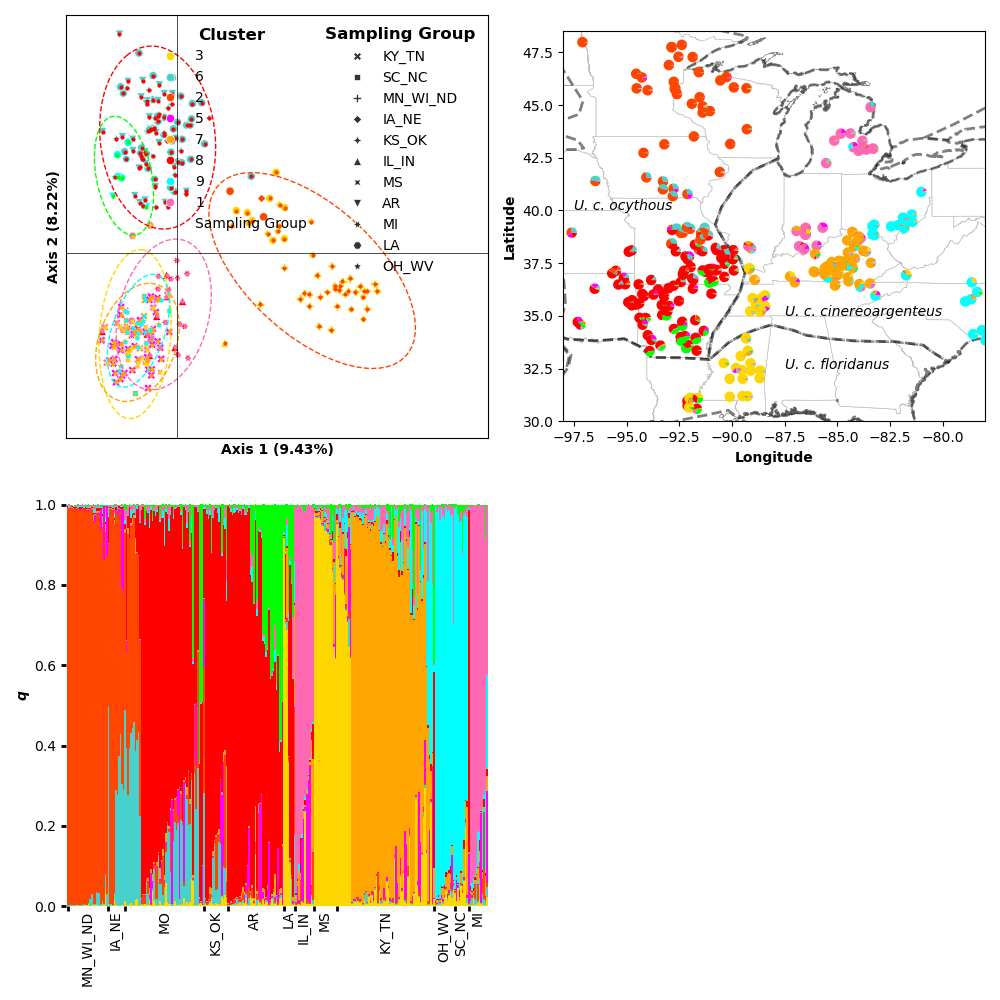 Cluster
3
6
2
5
7
8
9
1
Sampling Group
Sampling Group
KY_TN
SC_NC
MN_WI_ND
IA_NE
KS_OK
IL_IN
MS
AR
MI
LA
OH_WV
Axis 2 (8.22%)
Axis 1 (9.43%)
47.5
45.0
42.5
40.0
37.5
35.0
32.5
30.0
Latitude
U. c. ocythous
U. c. cinereoargenteus
U. c. floridanus
−97.5 −95.0 −92.5 −90.0 −87.5 −85.0 −82.5 −80.0
Longitude
1.0
0.8
0.6
0.4
0.2
0.0
q
MN_WI_ND
IA_NE
MO
KS_OK
AR
LA
IL_IN
MS
KY_TN
OH_WV
SC_NC
MI